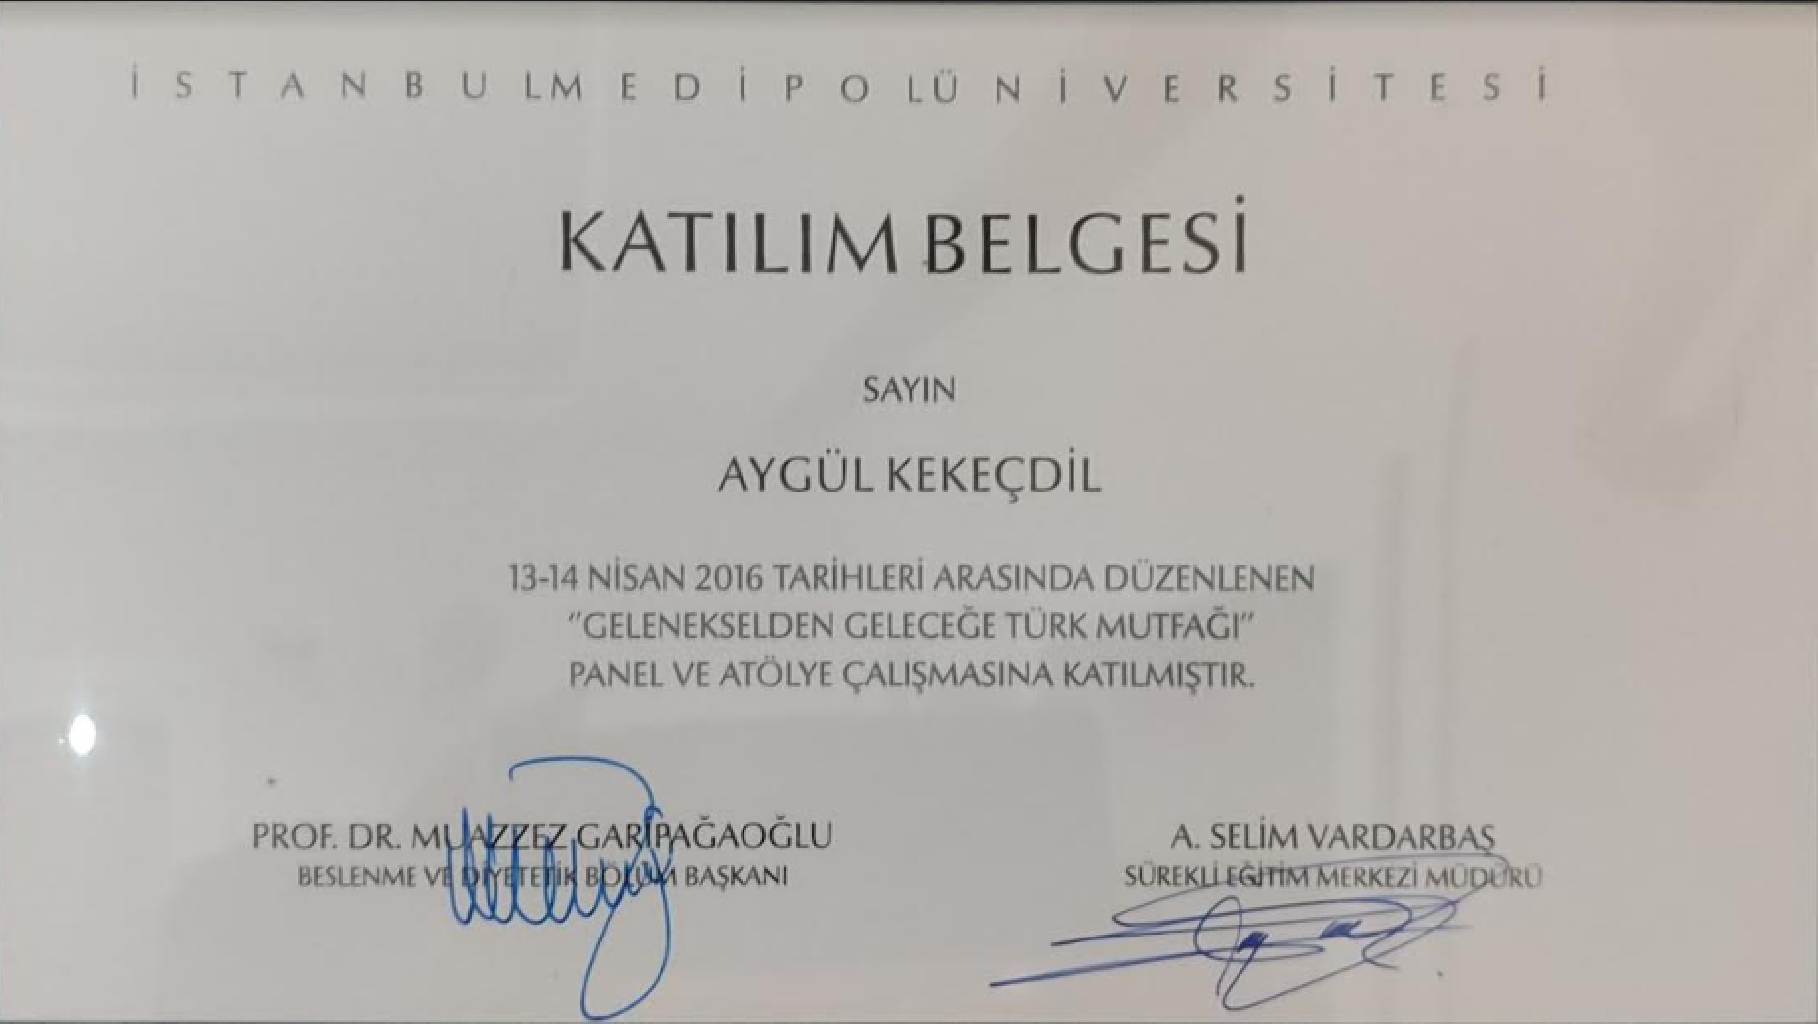 İSTANBUL MEDİPOL ÜNİVERSİTESİ
KATILIM BELGESİ
SAYIN
AYGÜL KEKEÇDİL
13-14 NİSAN 2016 TARİHLERİ ARASINDA DÜZENLENEN
"GELENEKSELDEN GELECEĞE TÜRK MUTFAĞI"
PANEL VE ATÖLYE ÇALIŞMASINA KATILMIŞTIR.
PROF. DR. MUAZZEZ GARİPAĞAOĞLU
BESLENME VE DİYETETİK BÖLÜM BAŞKANI
A. SELİM VARDARBAŞ
SÜREKLİ EĞİTİM MERKEZİ MÜDÜRÜ